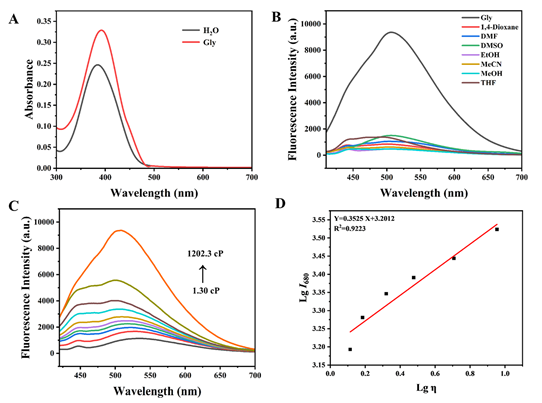 A
Absorbance
0.35
0.30
0.25
0.20
0.15
0.10
0.05
0.00
300
400
500
600
700
Wavelength (nm)
H₂O
Gly
B
Fluorescence Intensity (a.u.)
10000
8000
6000
4000
2000
0
450
500
550
600
650
700
Wavelength (nm)
Gly
1,4-Dioxane
DMF
DMSO
EtOH
MeCN
MeOH
THF
C
Fluorescence Intensity (a.u.)
10000
8000
6000
4000
2000
0
450
500
550
600
650
700
Wavelength (nm)
1202.3 cP
1.30 cP
D
Y=0.3525 X+3.2012
R²=0.9223
Lg I₆₈₀
3.55
3.50
3.45
3.40
3.35
3.30
3.25
3.20
3.15
0.0
0.2
0.4
0.6
0.8
1.0
Lg η